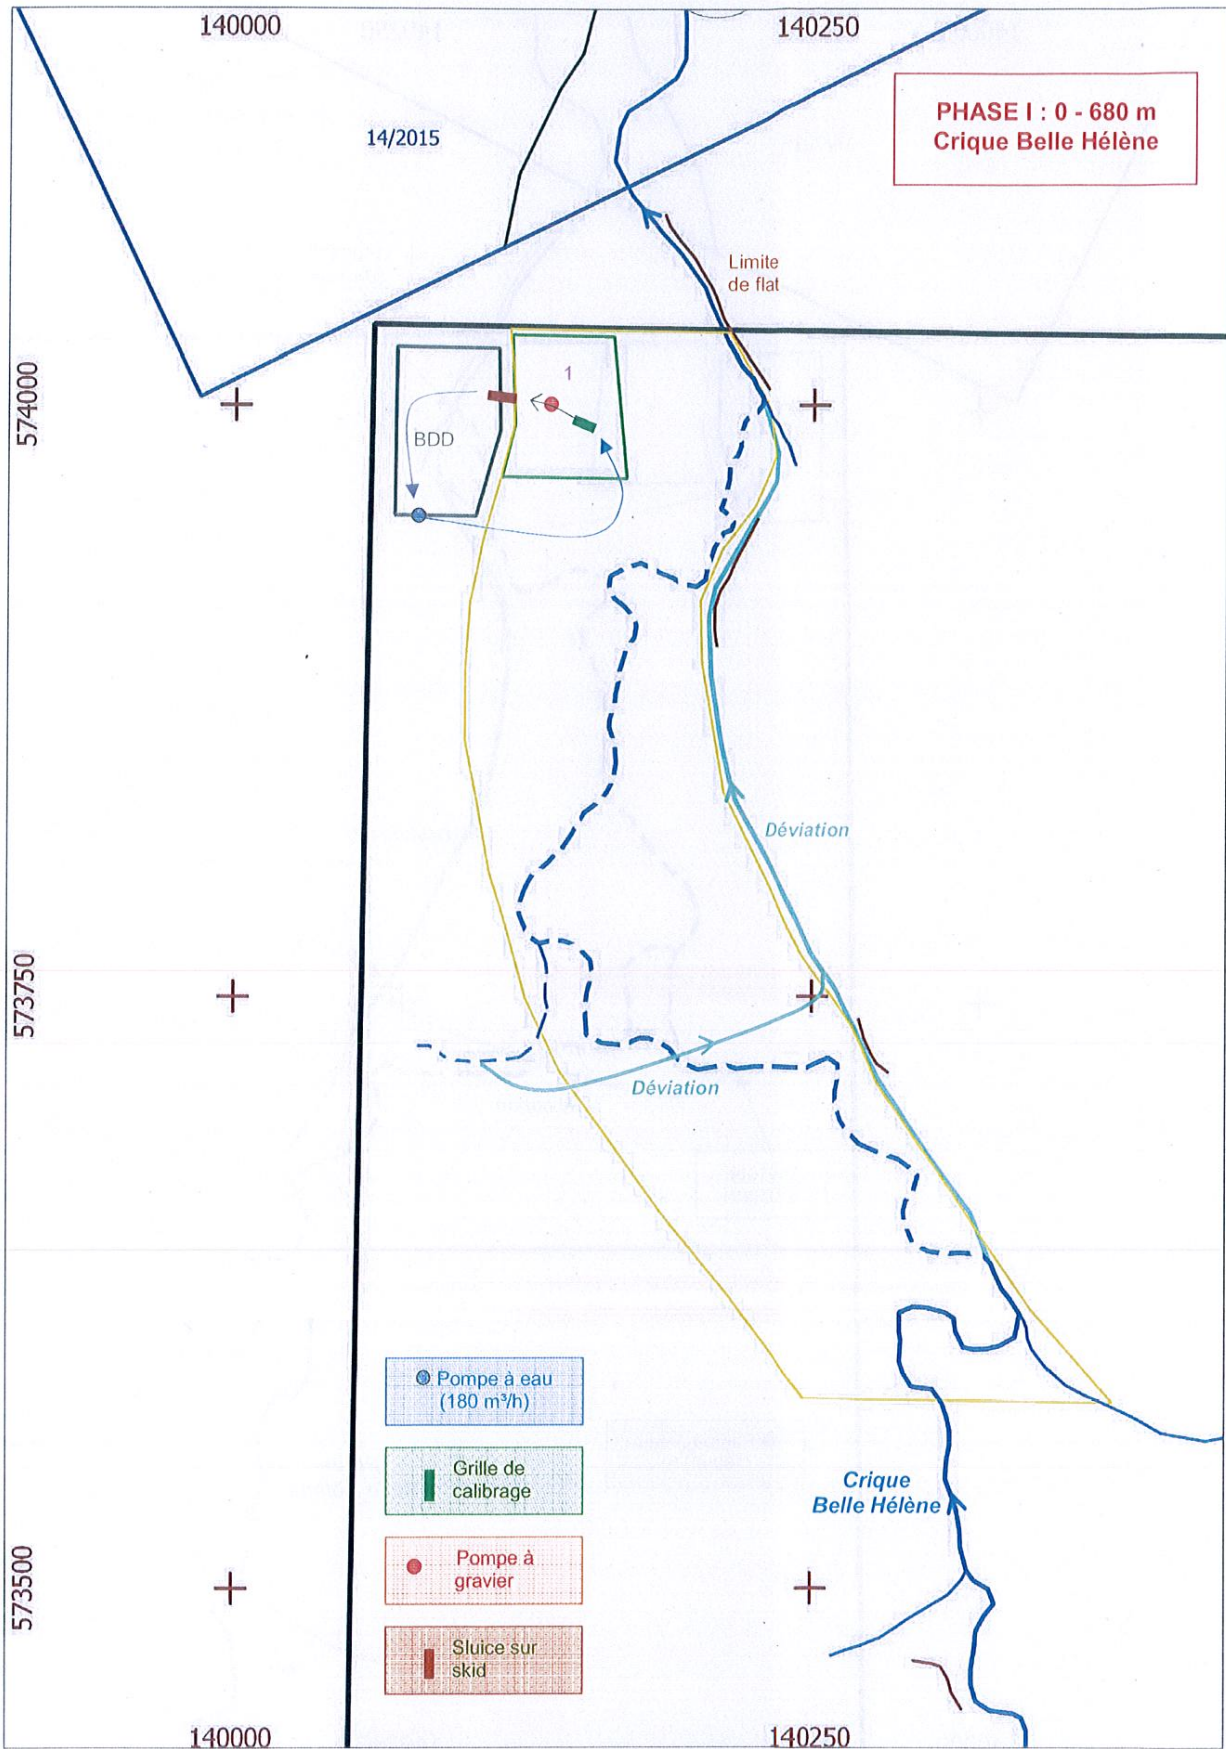 140000
140250
PHASE I : 0 - 680 m
Crique Belle Hélène
14/2015
Limite
de flat
574000
1
BDD
Déviation
573750
Déviation
Pompe à eau
(180 m³/h)
Grille de
calibrage
Crique
Belle Hélène
Pompe à
gravier
573500
Sluice sur
skid
140000
140250